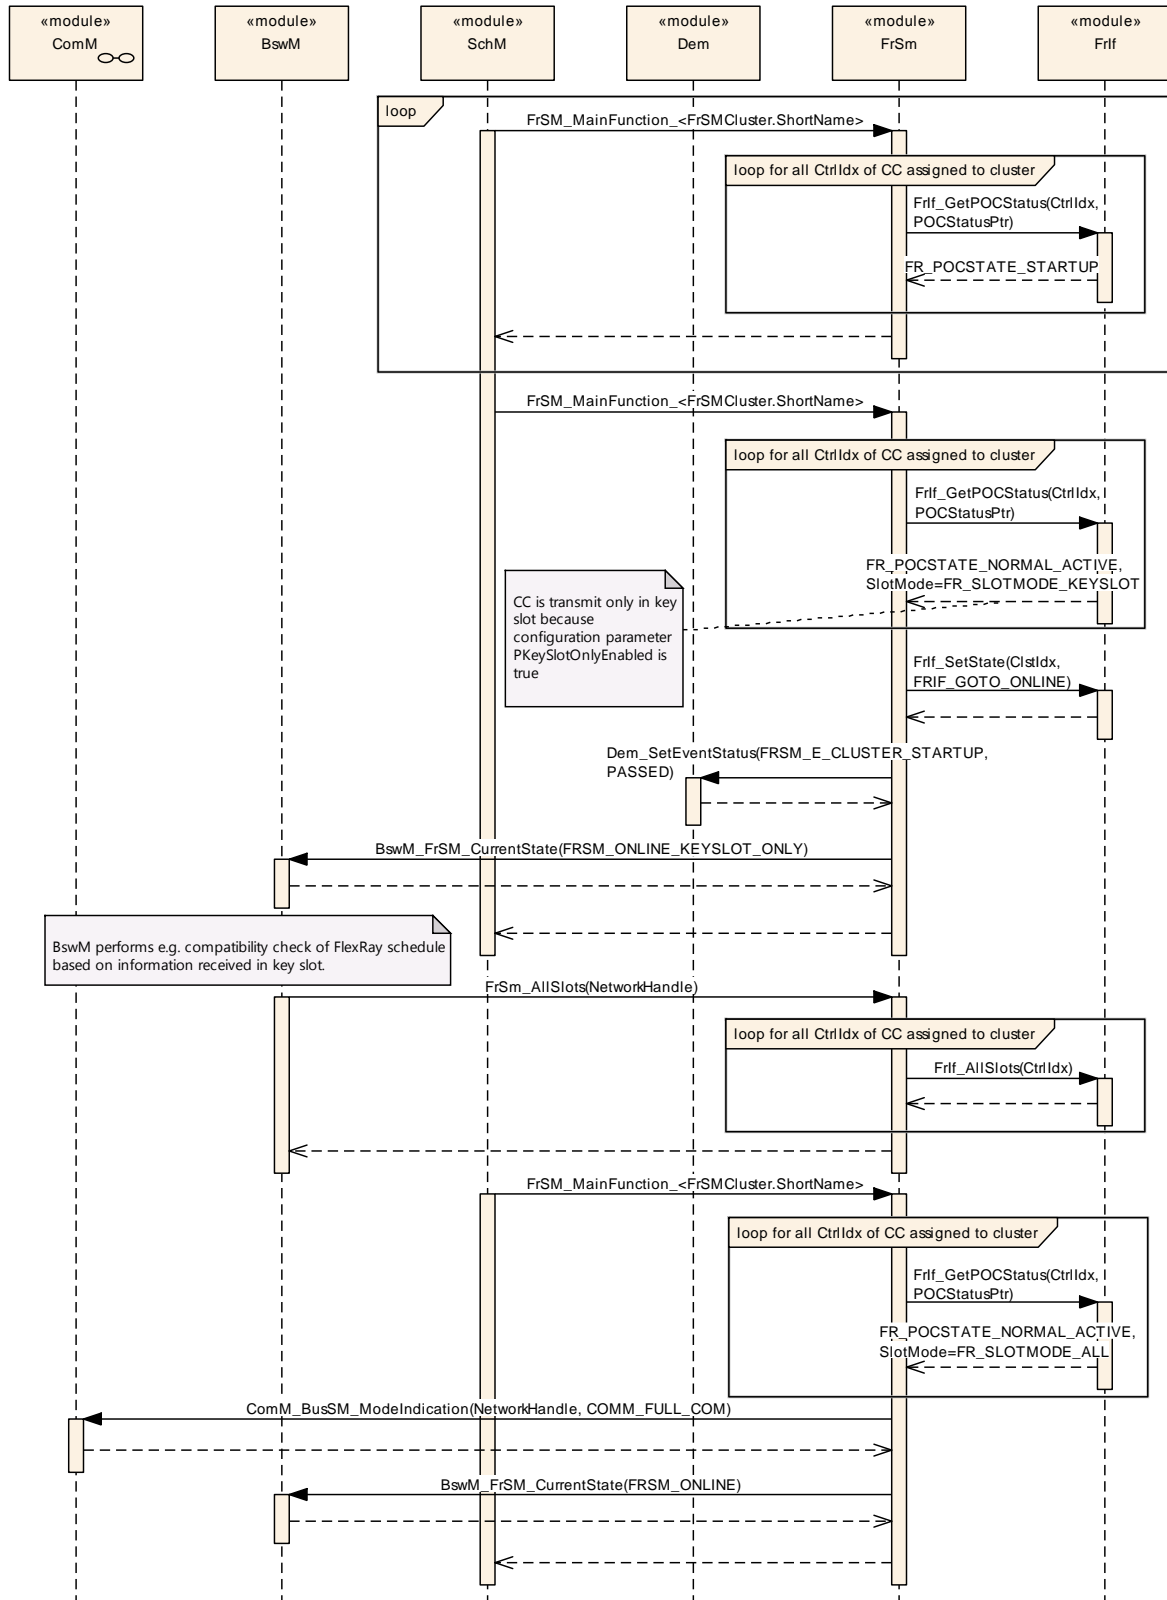 «module»
ComM
«module»
BswM
«module»
SchM
«module»
Dem
«module»
FrSm
«module»
FrIf
loop
FrSM_MainFunction_<FrSMCluster.ShortName>
loop for all CtrlIdx of CC assigned to cluster
FrIf_GetPOCStatus(CtrlIdx,
POCStatusPtr)
FR_POCSTATE_STARTUP
FrSM_MainFunction_<FrSMCluster.ShortName>
loop for all CtrlIdx of CC assigned to cluster
FrIf_GetPOCStatus(CtrlIdx,
POCStatusPtr)
FR_POCSTATE_NORMAL_ACTIVE,
SlotMode=FR_SLOTMODE_KEYSLOT
CC is transmit only in key
slot because
configuration parameter
PKeySlotOnlyEnabled is
true
FrIf_SetState(ClstIdx,
FRIF_GOTO_ONLINE)
Dem_SetEventStatus(FRSM_E_CLUSTER_STARTUP,
PASSED)
BswM_FrSM_CurrentState(FRSM_ONLINE_KEYSLOT_ONLY)
BswM performs e.g. compatibility check of FlexRay schedule
based on information received in key slot.
FrSm_AllSlots(NetworkHandle)
loop for all CtrlIdx of CC assigned to cluster
FrIf_AllSlots(CtrlIdx)
FrSM_MainFunction_<FrSMCluster.ShortName>
loop for all CtrlIdx of CC assigned to cluster
FrIf_GetPOCStatus(CtrlIdx,
POCStatusPtr)
FR_POCSTATE_NORMAL_ACTIVE,
SlotMode=FR_SLOTMODE_ALL
ComM_BusSM_ModeIndication(NetworkHandle, COMM_FULL_COM)
BswM_FrSM_CurrentState(FRSM_ONLINE)